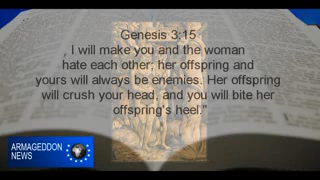 Genesis 3:15
I will make you and the woman
hate each other; her offspring and
yours will always be enemies. Her offspring
will crush your head, and you will bite her
offspring's heel."
ARMAGEDDON
NEWS